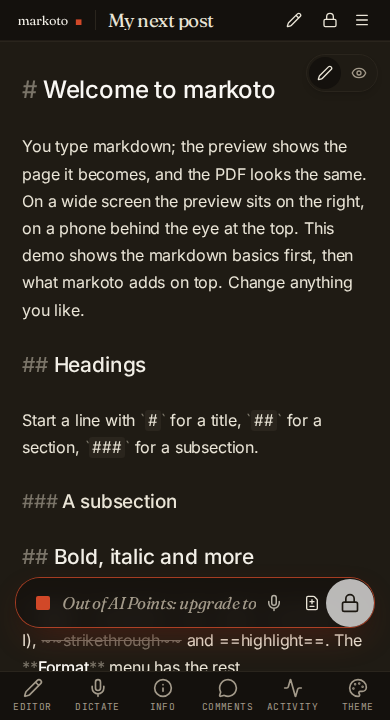 markoto
My next post
# Welcome to markoto
You type markdown; the preview shows the
page it becomes, and the PDF looks the same.
On a wide screen the preview sits on the right,
on a phone behind the eye at the top. This
demo shows the markdown basics first, then
what markoto adds on top. Change anything
you like.
## Headings
Start a line with `#` for a title, `##` for a
section, `###` for a subsection.
### A subsection
## Bold, italic and more
Out of AI Points: upgrade to
I), ~~strikethrough~~ and ==highlight==. The
**Format** menu has the rest
EDITOR DICTATE INFO COMMENTS ACTIVITY THEME